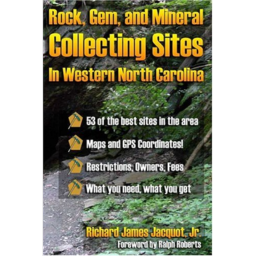 Rock, Gem, and Mineral
Collecting Sites
In Western North Carolina
53 of the best sites in the area
Maps and GPS Coordinates!
Restrictions, Owners, Fees
What you need, what you get
Richard James Jacquot, Jr.
Foreword by Ralph Roberts